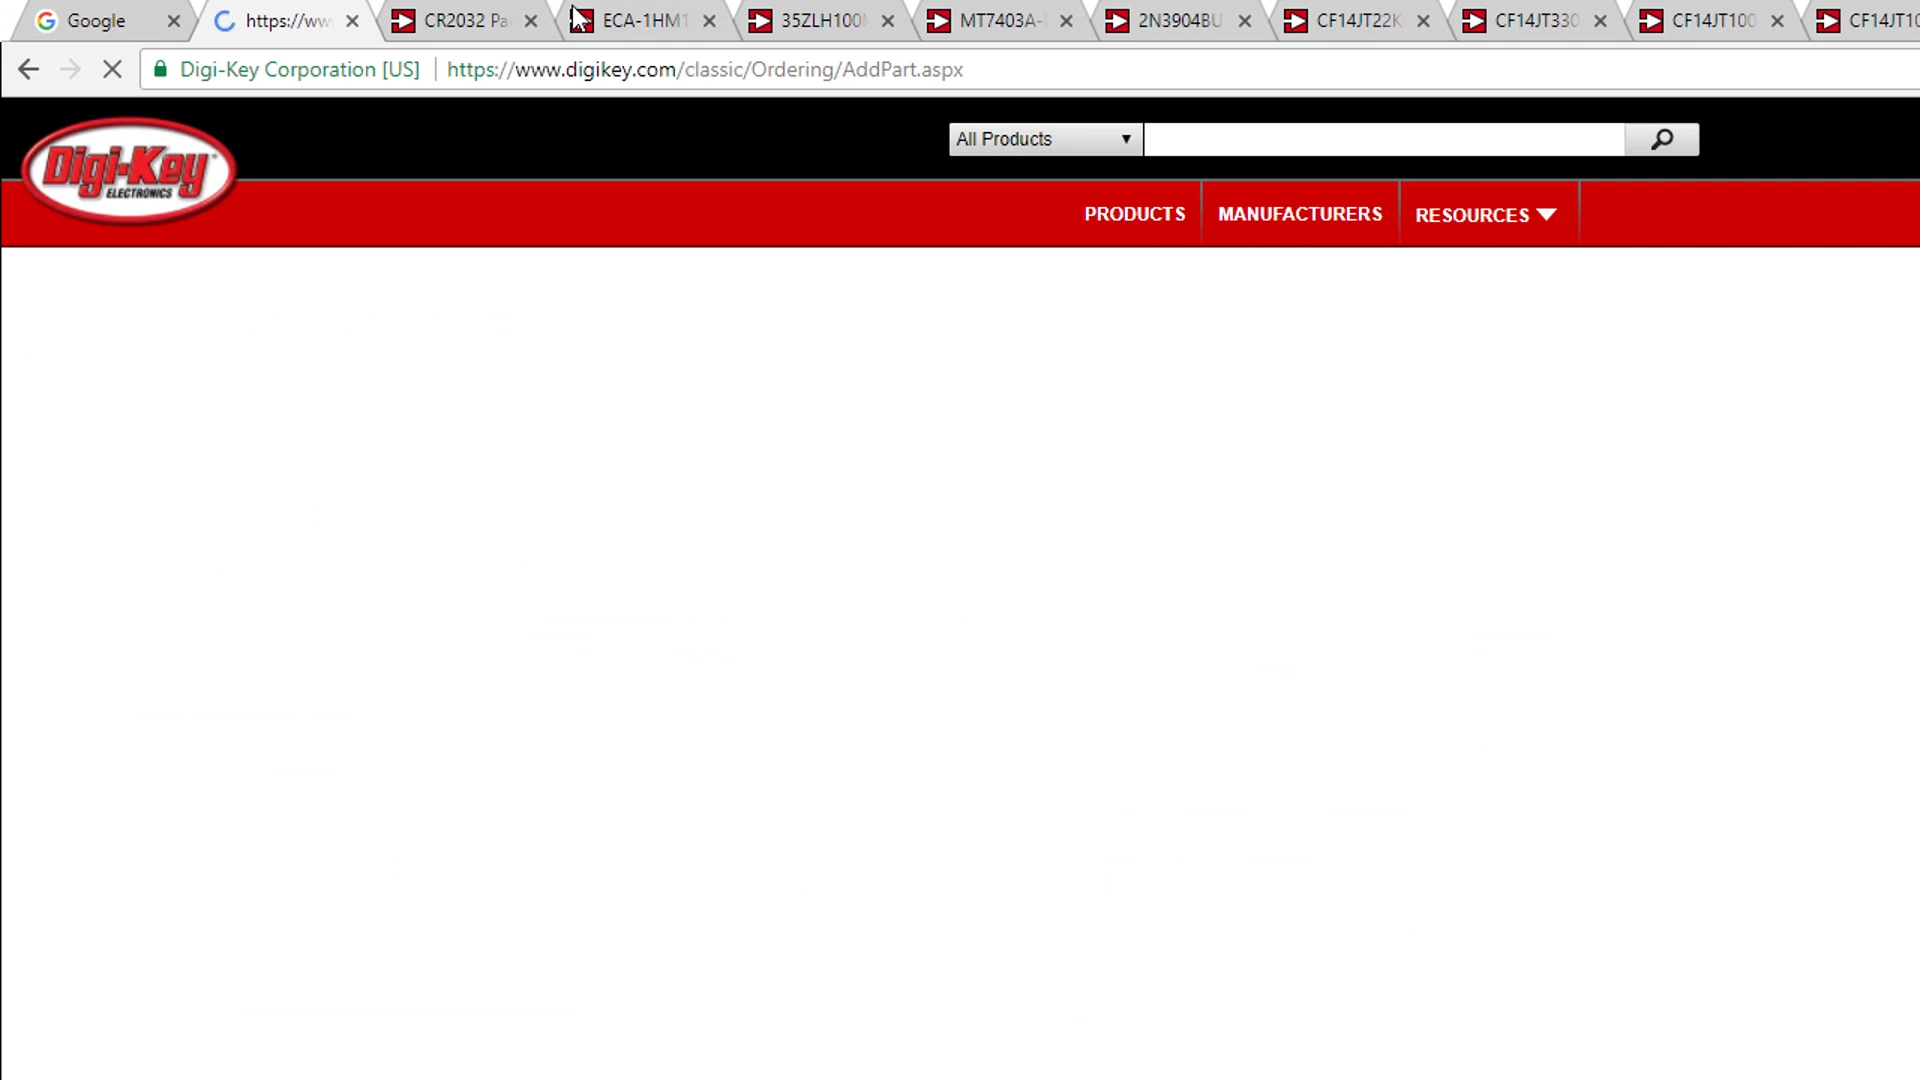 Google
https://ww
CR2032 Pa
ECA-1HM1
35ZLH100
MT7403A-
2N3904BU
CF14JT22K
CF14JT330
CF14JT100
CF14JT10
Digi-Key Corporation [US] https://www.digikey.com/classic/Ordering/AddPart.aspx
Digi-Key
ELECTRONICS
All Products
PRODUCTS
MANUFACTURERS
RESOURCES